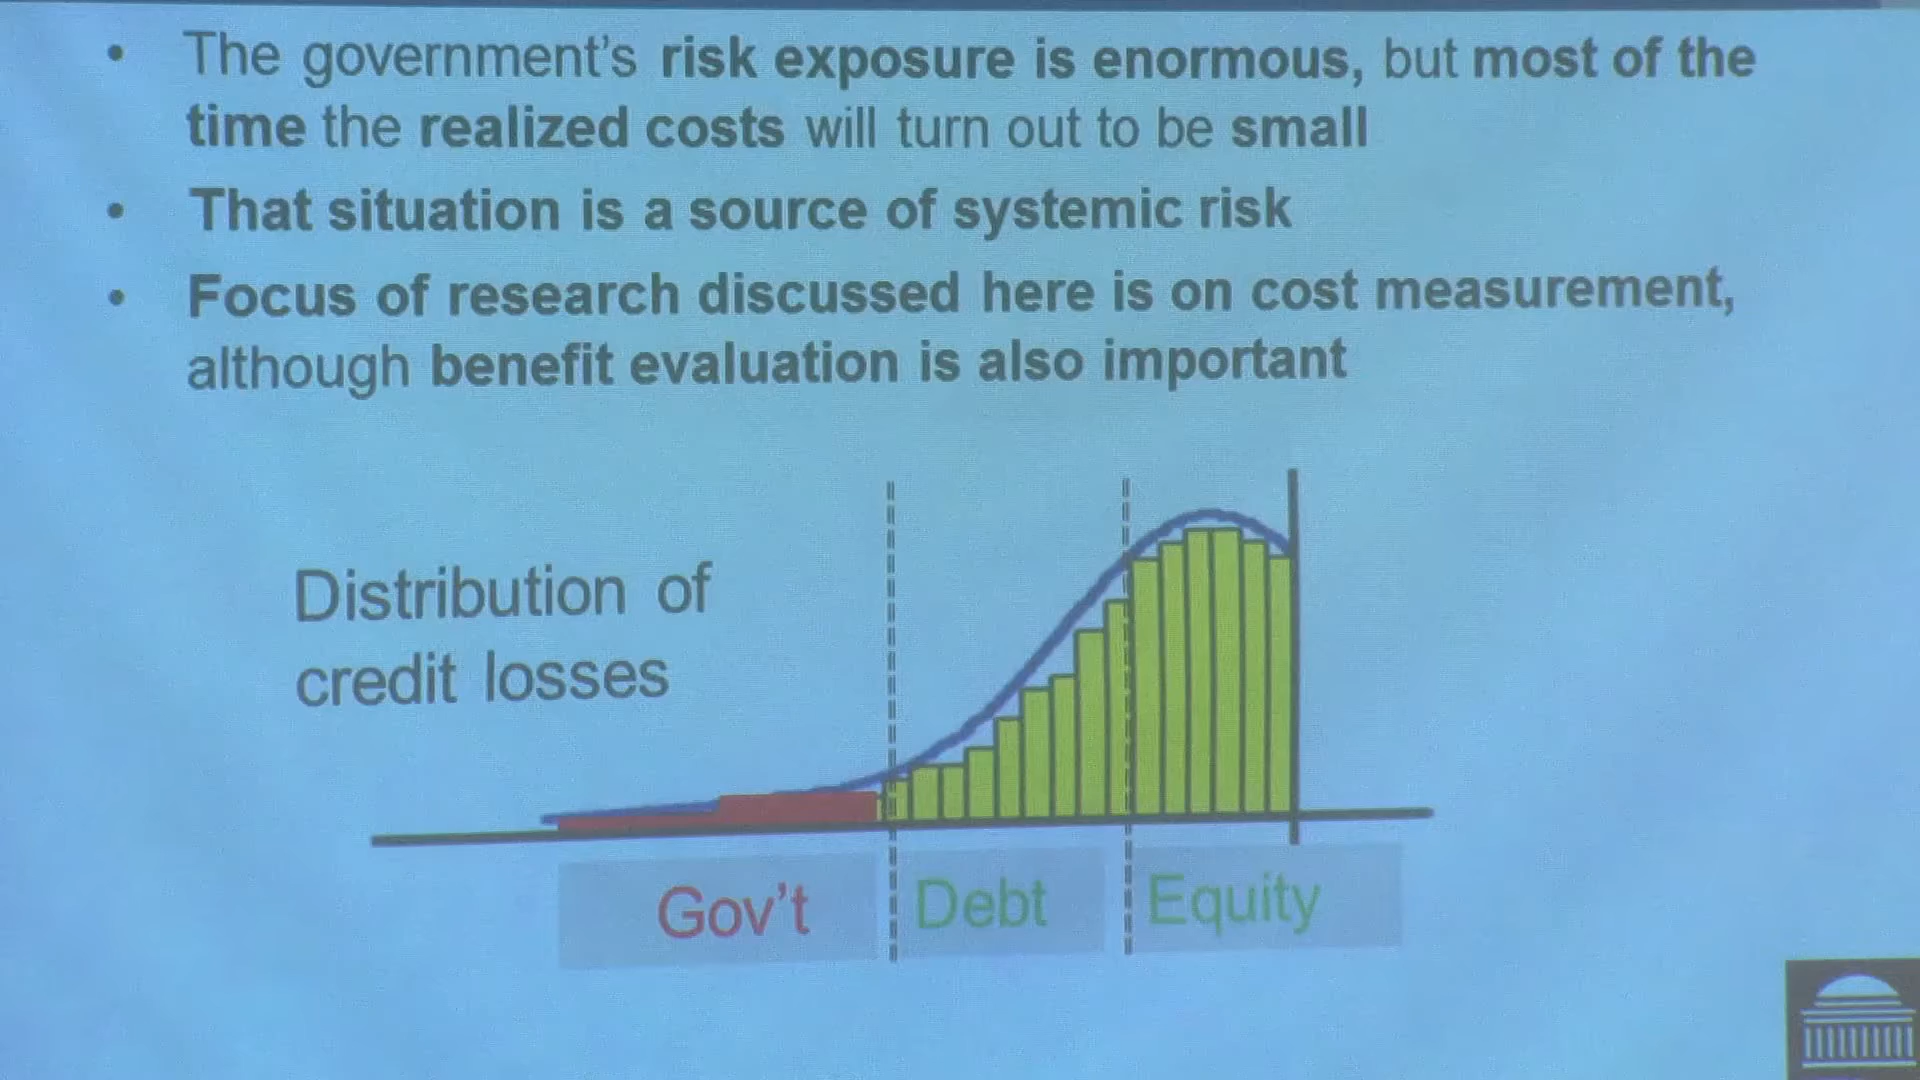 • The government's risk exposure is enormous, but most of the
time the realized costs will turn out to be small
• That situation is a source of systemic risk
• Focus of research discussed here is on cost measurement,
although benefit evaluation is also important
Distribution of
credit losses
Gov't Debt Equity